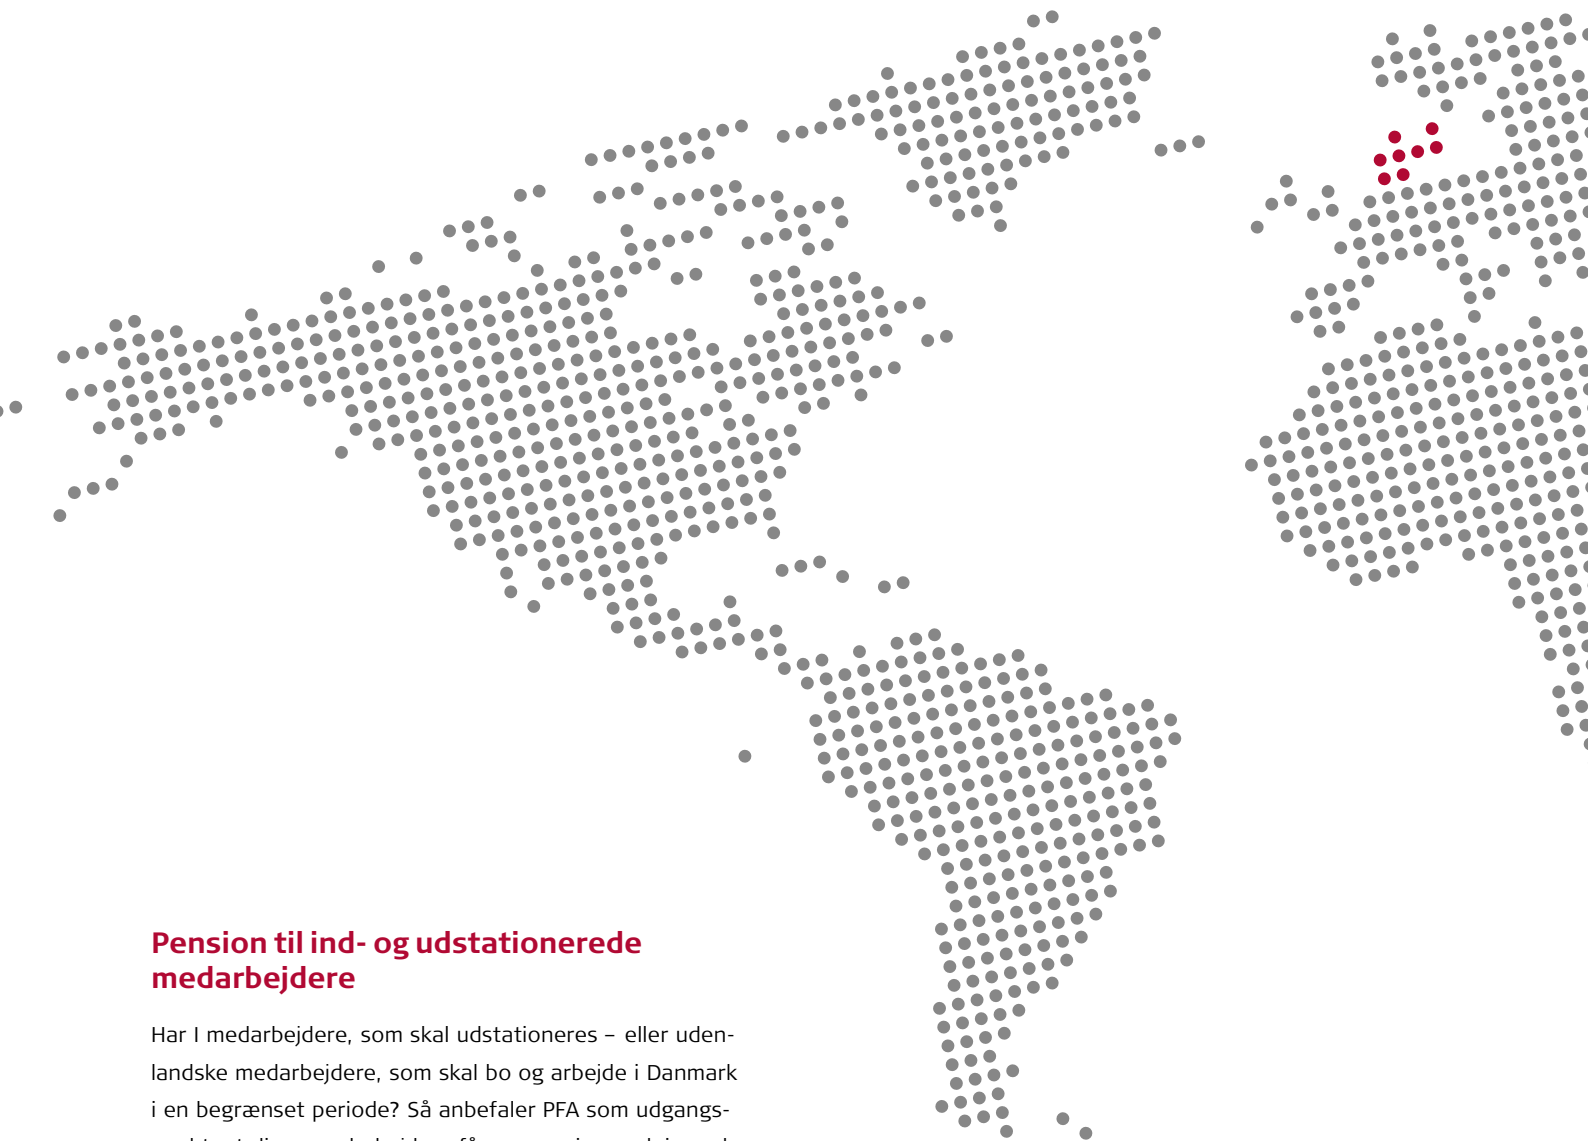 Pension til ind- og udstationerede
medarbejdere
Har I medarbejdere, som skal udstationeres – eller uden-
landske medarbejdere, som skal bo og arbejde i Danmark
i en begrænset periode? Så anbefaler PFA som udgangs-